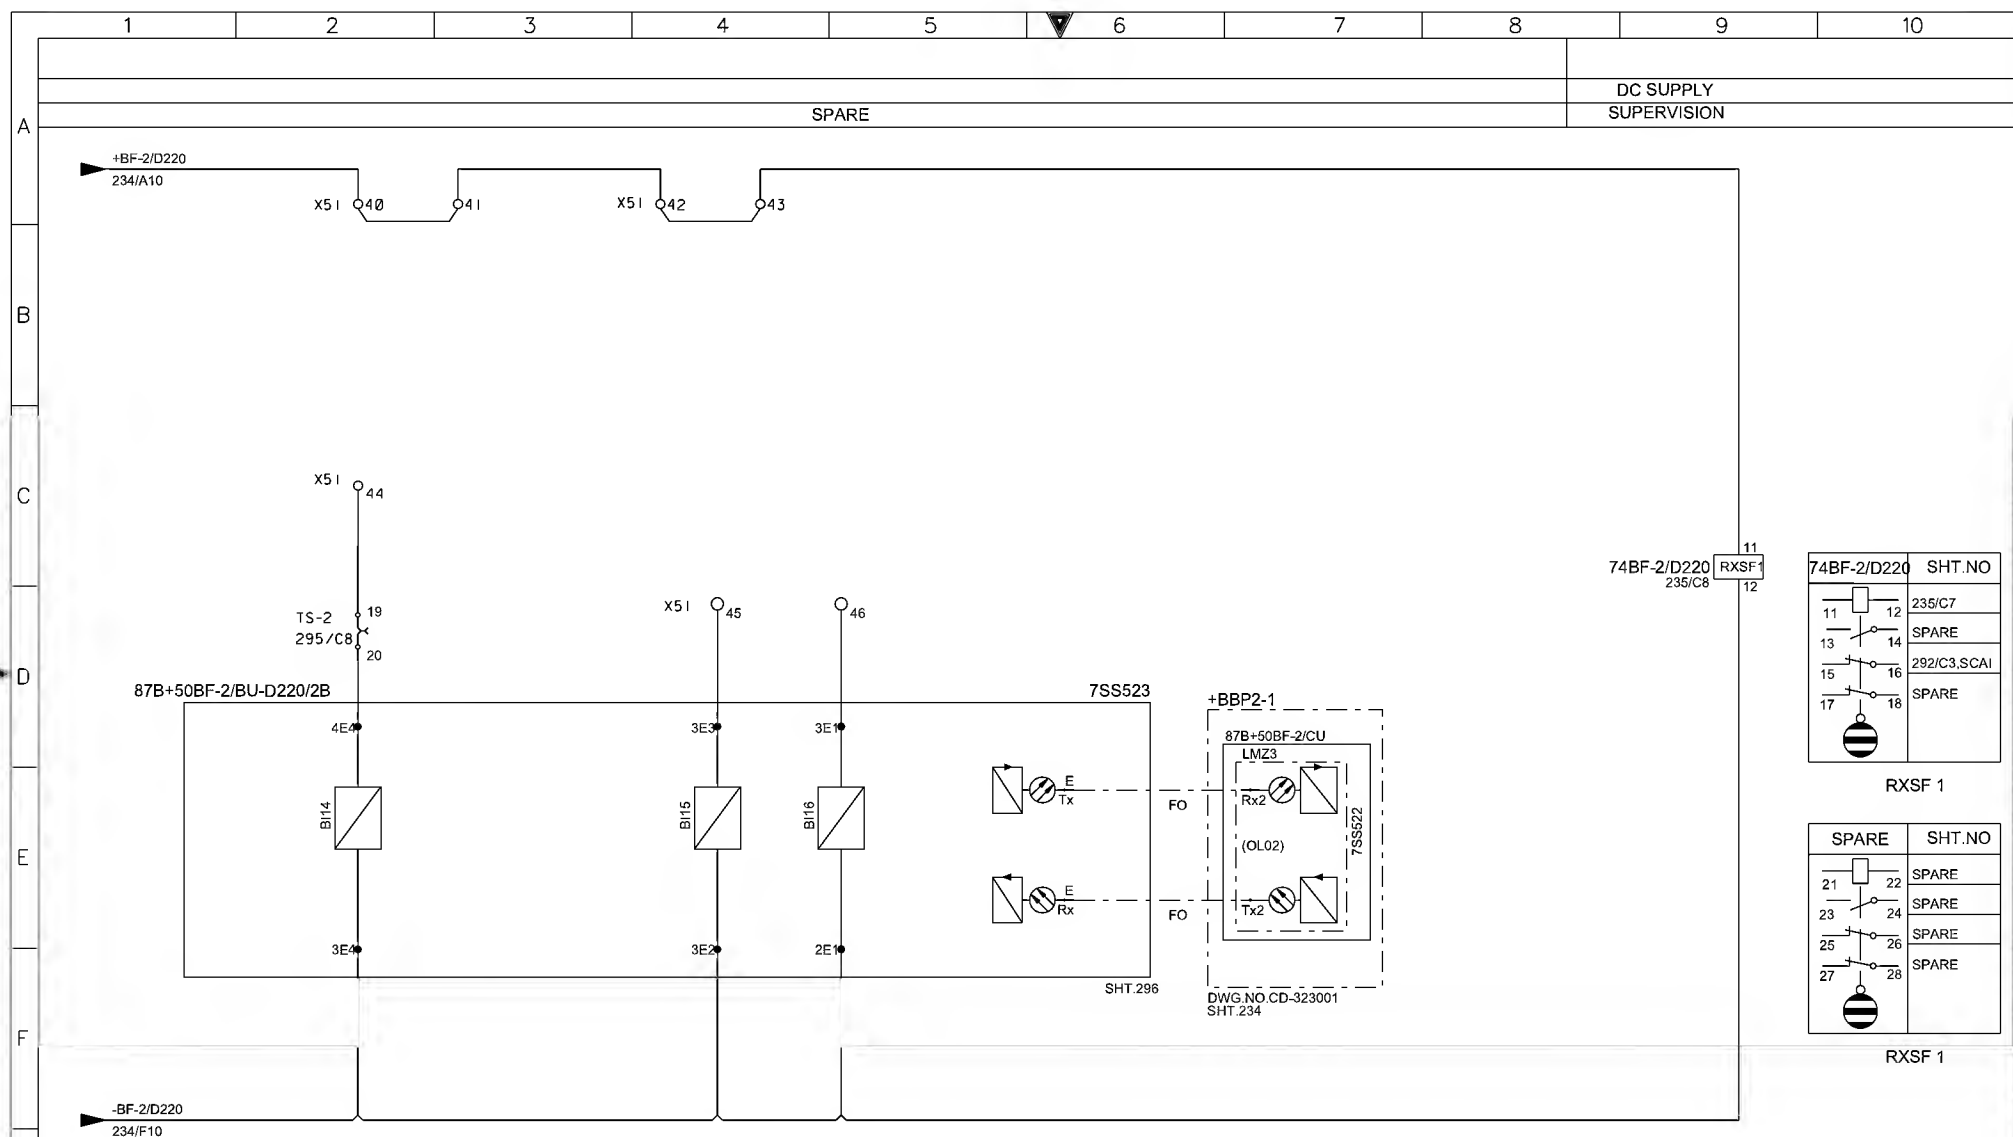 1 2 3 4 5 6 7 8 9 10
DC SUPPLY
SPARE SUPERVISION
A
+BF-2/D220
234/A10
X51 40 41 X51 42 43
B
C
X51 44
TS-2 19
295/C8
20
X51 45 46
74BF-2/D220 RXSF1 11
235/C8 12
74BF-2/D220 SHT.NO
11 12 235/C7
13 14 SPARE
15 16 292/C3,SCAI
17 18 SPARE
RXSF 1
D
87B+50BF-2/BU-D220/2B 7SS523
+BBP2-1
4E4 3E3 3E1
87B+50BF-2/CU
LMZ3
BI14 BI15 BI16
E
Tx FO Rx2
(OL02) 7SS522
E
Rx FO Tx2
E
3E4 3E2 2E1
SHT.296
DWG.NO.CD-323001
SHT.234
SPARE SHT.NO
21 22 SPARE
23 24 SPARE
25 26 SPARE
27 28 SPARE
RXSF 1
F
-BF-2/D220
234/F10